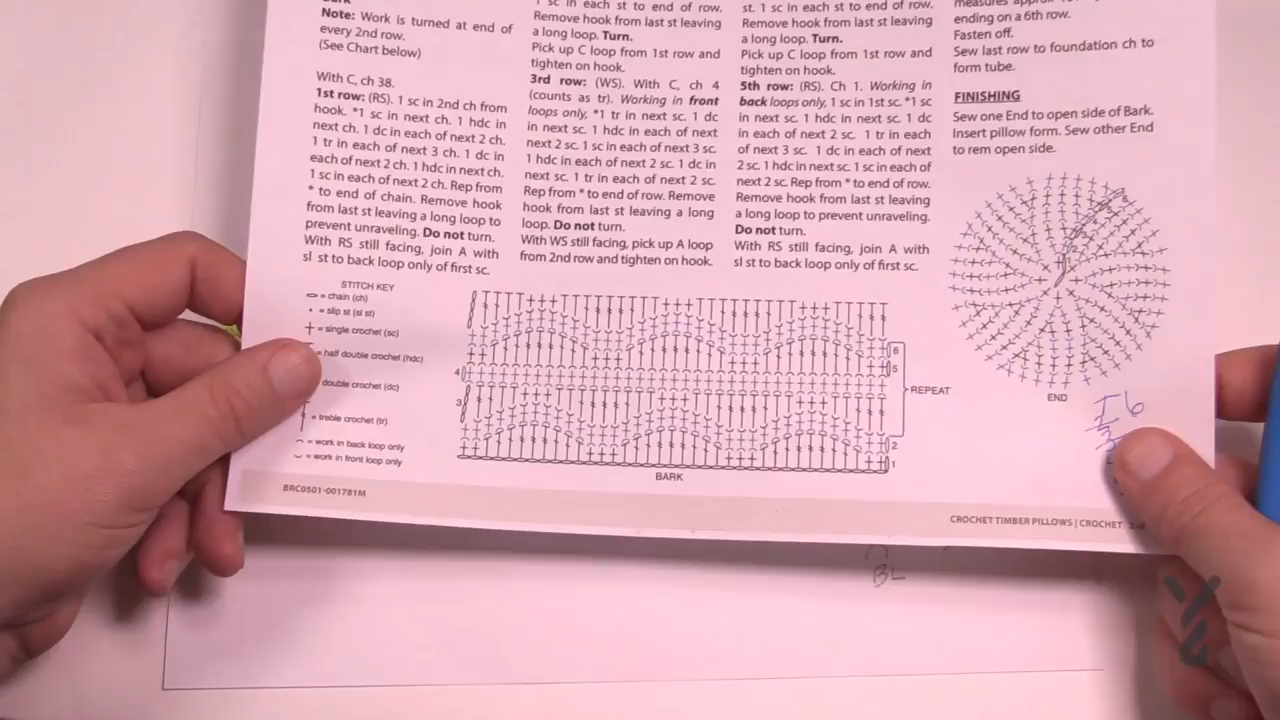 Note: Work is turned at end of
every 2nd row.
(See Chart below)
With C, ch 38.
1st row: (RS). 1 sc in 2nd ch from
hook. *1 sc in next ch. 1 hdc in
next ch. 1 dc in each of next 2 ch.
1 tr in each of next 3 ch. 1 dc in
each of next 2 ch. 1 hdc in next ch.
1 sc in each of next 2 ch. Rep from
* to end of chain. Remove hook
from last st leaving a long loop to
prevent unraveling. Do not turn.
With RS still facing, join A with
sl st to back loop only of first sc.
1 sc in each st to end of row.
Remove hook from last st leaving
a long loop. Turn.
Pick up C loop from 1st row and
tighten on hook.
3rd row: (WS). With C, ch 4
(counts as tr). Working in front
loops only, *1 tr in next sc. 1 dc
in next sc. 1 hdc in each of next
2 sc. 1 sc in each of next 3 sc.
1 hdc in each of next 2 sc. 1 dc in
next sc. 1 tr in each of next 2 sc.
Rep from * to end of row. Remove
hook from last st leaving a long
loop. Do not turn.
With WS still facing, pick up A loop
from 2nd row and tighten on hook.
st. 1 sc in each st to end of row.
Remove hook from last st leaving
a long loop. Turn.
Pick up C loop from 1st row and
tighten on hook.
5th row: (RS). Ch 1. Working in
back loops only, 1 sc in 1st sc. *1 sc
in next sc. 1 hdc in next sc. 1 dc
in each of next 2 sc. 1 tr in each
of next 3 sc. 1 dc in each of next
2 sc. 1 hdc in next sc. 1 sc in each of
next 2 sc. Rep from * to end of row.
Remove hook from last st leaving
a long loop to prevent unraveling.
Do not turn.
With RS still facing, join A with
sl st to back loop only of first sc.
measures
ending on a 6th row.
Fasten off.
Sew last row to foundation ch to
form tube.
FINISHING
Sew one End to open side of Bark.
Insert pillow form. Sew other End
to rem open side.
STITCH KEY
= chain (ch)
= slip st (sl st)
= single crochet (sc)
= half double crochet (hdc)
double crochet (dc)
= treble crochet (tr)
= work in back loop only
= work in front loop only
6
5
4
3
2
1
REPEAT
BARK
END
BRC0501-001781M
CROCHET TIMBER PILLOWS | CROCHET
BL